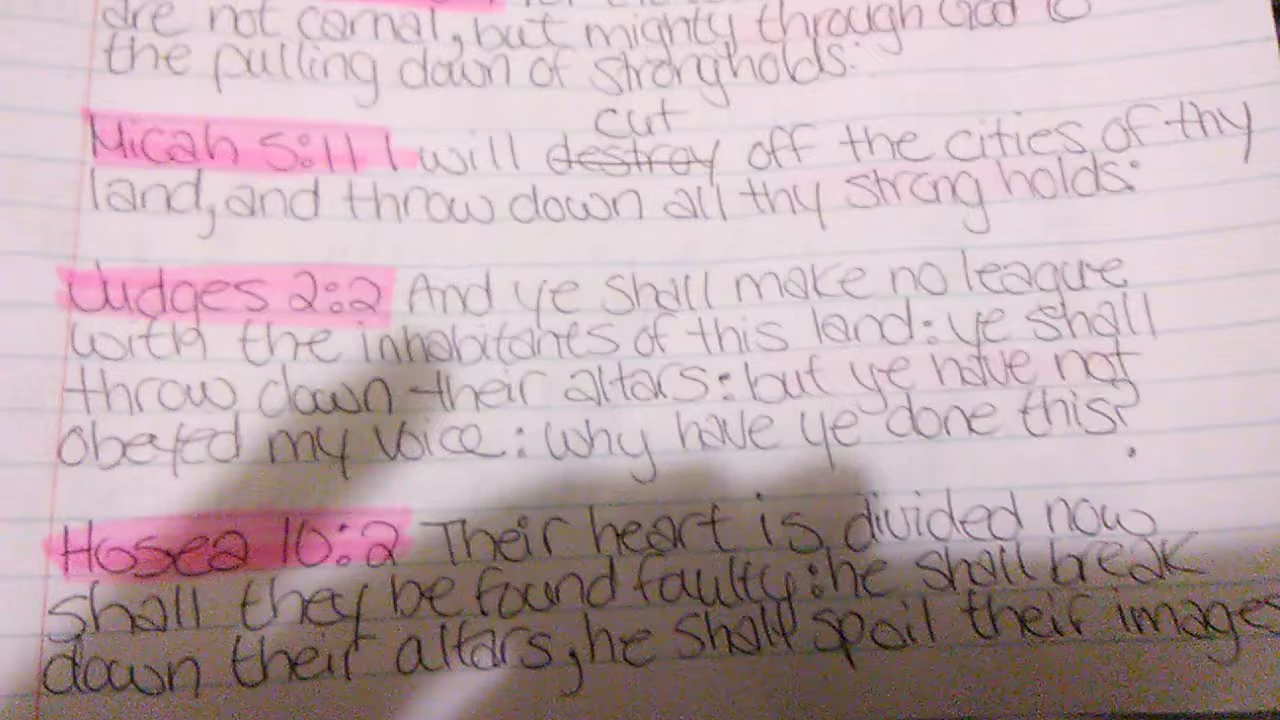 are not carnal, but mighty through God
the pulling down of strongholds:
cut
Micah 5:11 I will destroy off the cities of thy
land, and throw down all thy strong holds:
Judges 2:2 And ye shall make no league
with the inhabitants of this land: ye shall
throw down their altars: but ye have not
obeyed my voice: why have ye done this?
Hosea 10:2 Their heart is divided now
shall they be found faulty: he shall break
down their altars, he shall spoil their images